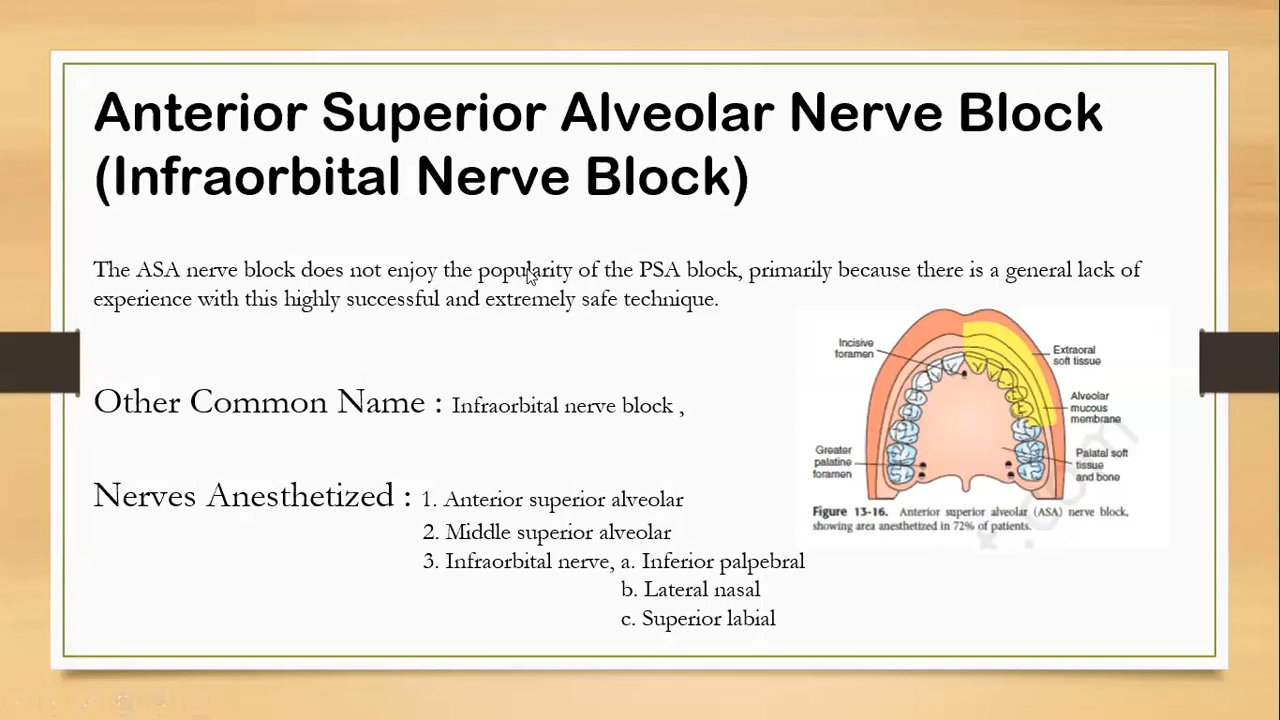 Anterior Superior Alveolar Nerve Block
(Infraorbital Nerve Block)
The ASA nerve block does not enjoy the popularity of the PSA block, primarily because there is a general lack of
experience with this highly successful and extremely safe technique.
Other Common Name : Infraorbital nerve block ,
Nerves Anesthetized : 1. Anterior superior alveolar
2. Middle superior alveolar
3. Infraorbital nerve, a. Inferior palpebral
b. Lateral nasal
c. Superior labial
Incisive
foramen
Extraoral
soft tissue
Alveolar
mucous
membrane
Greater
palatine
foramen
Palatal soft
tissue
and bone
Figure 13-16. Anterior superior alveolar (ASA) nerve block,
showing area anesthetized in 72% of patients.